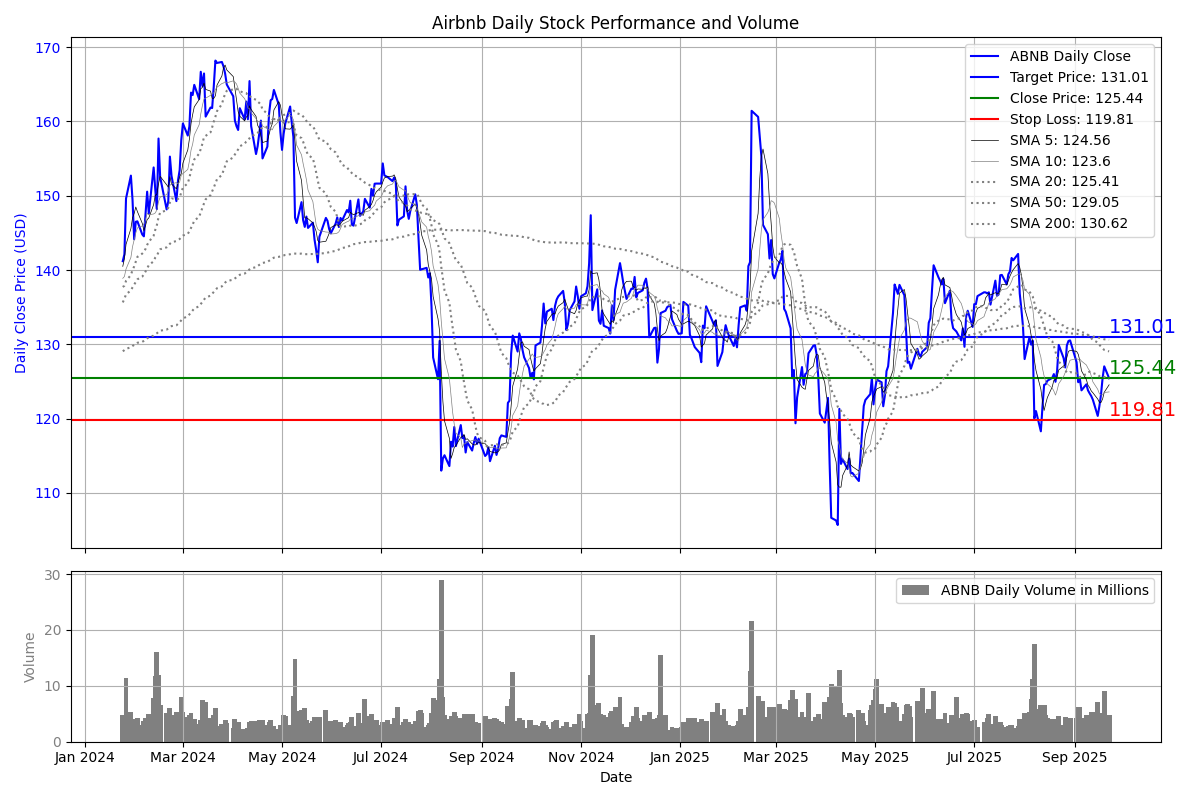 Airbnb Daily Stock Performance and Volume
Daily Close Price (USD)
170
160
150
140
130
120
110
ABNB Daily Close
Target Price: 131.01
Close Price: 125.44
Stop Loss: 119.81
SMA 5: 124.56
SMA 10: 123.6
SMA 20: 125.41
SMA 50: 129.05
SMA 200: 130.62
131.01
125.44
119.81
Volume
30
20
10
0
ABNB Daily Volume in Millions
Jan 2024
Mar 2024
May 2024
Jul 2024
Sep 2024
Nov 2024
Jan 2025
Mar 2025
May 2025
Jul 2025
Sep 2025
Date